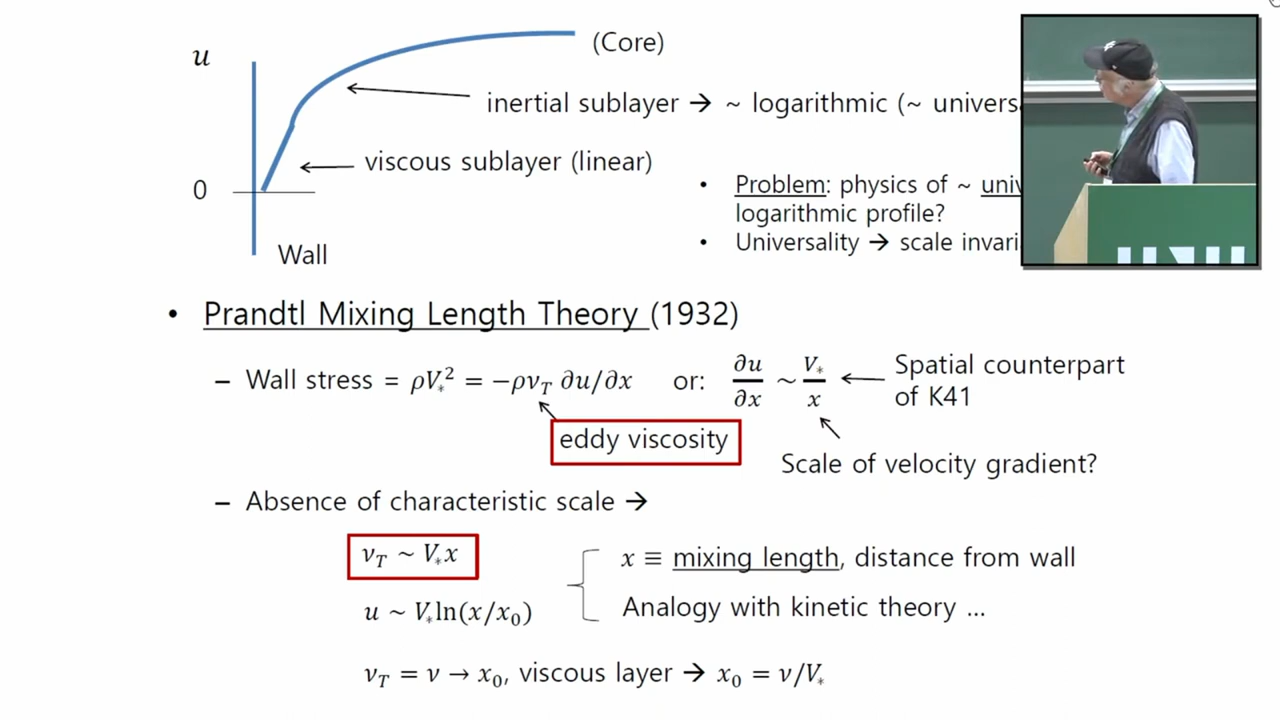 u
(Core)
inertial sublayer → ~ logarithmic (~
viscous sublayer (linear)
0
Wall
• Problem: physics of ~
logarithmic profile?
• Universality → scale
• Prandtl Mixing Length Theory (1932)
– Wall stress = ρV∗² = −ρν_T ∂u/∂x or: ∂u/∂x ~ V∗/x
Spatial counterpart
of K41
eddy viscosity
Scale of velocity gradient?
– Absence of characteristic scale →
ν_T ~ V∗x
x ≡ mixing length, distance from wall
u ~ V∗ln(x/x₀)
Analogy with kinetic theory ...
ν_T = ν → x₀, viscous layer → x₀ = ν/V∗